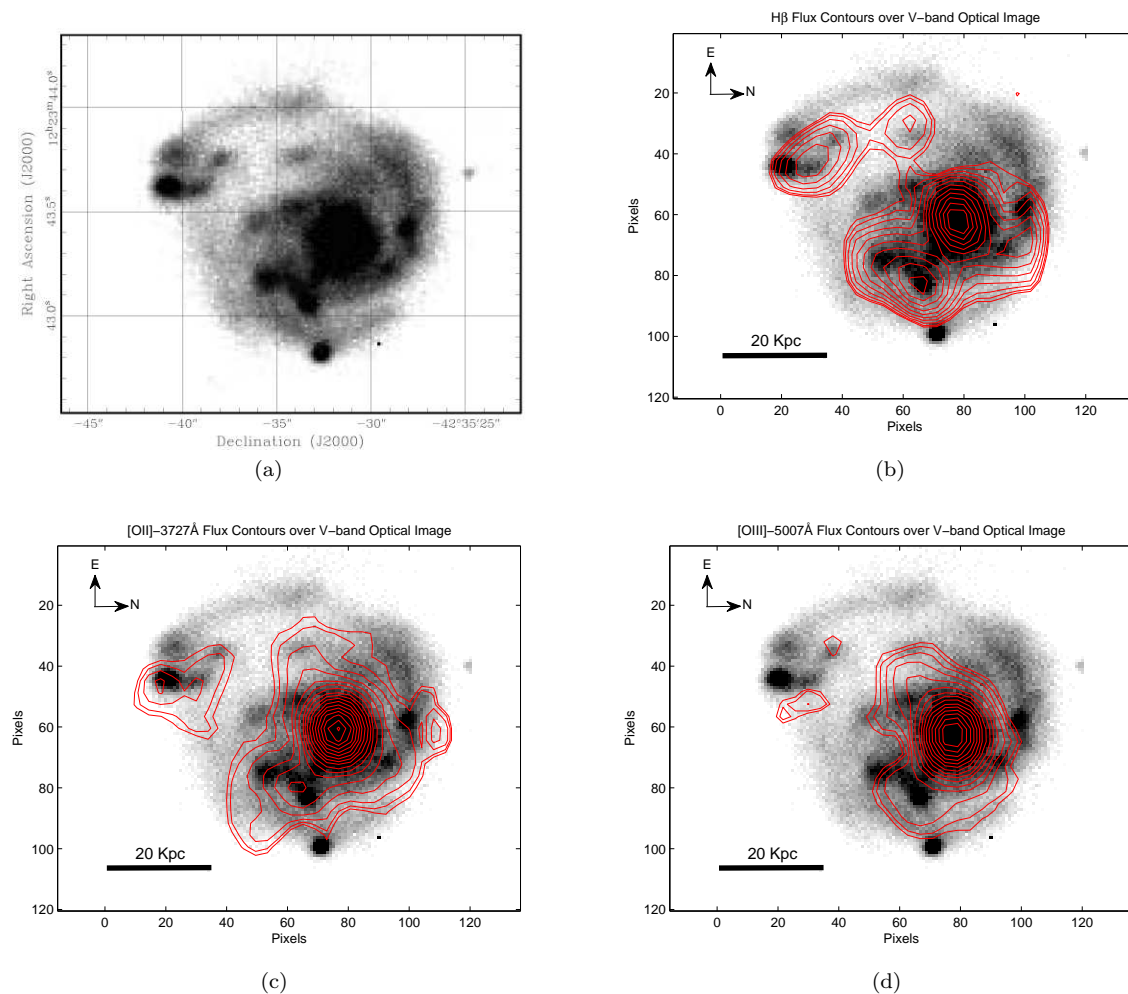 12ʰ23ᵐ44.0ˢ
43.5ˢ
43.0ˢ
Right Ascension (J2000)
−45″ −40″ −35″ −30″ −42°35′25″
Declination (J2000)
(a)
Hβ Flux Contours over V−band Optical Image
E
N
20
40
60
80
100
120
Pixels
20 Kpc
0 20 40 60 80 100 120
Pixels
(b)
[OII]−3727Å Flux Contours over V−band Optical Image
E
N
20
40
60
80
100
120
Pixels
20 Kpc
0 20 40 60 80 100 120
Pixels
(c)
[OIII]−5007Å Flux Contours over V−band Optical Image
E
N
20
40
60
80
100
120
Pixels
20 Kpc
0 20 40 60 80 100 120
Pixels
(d)